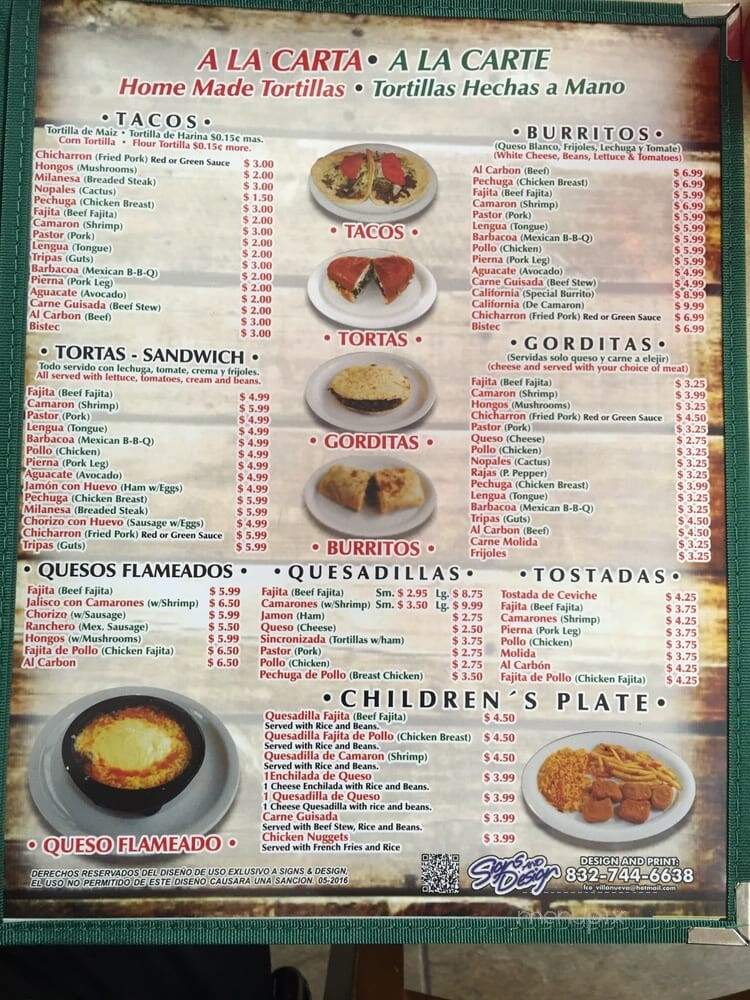 A LA CARTA • A LA CARTE
Home Made Tortillas • Tortillas Hechas a Mano
• TACOS •
Tortilla de Maiz • Tortilla de Harina $0.15¢ mas.
Corn Tortilla • Flour Tortilla $0.15¢ more.
Chicharron (Fried Pork) Red or Green Sauce $ 3.00
Hongos (Mushrooms) $ 2.00
Milanesa (Breaded Steak) $ 3.00
Nopales (Cactus) $ 1.50
Pechuga (Chicken Breast) $ 3.00
Fajita (Beef Fajita) $ 2.00
Camaron (Shrimp) $ 3.00
Pastor (Pork) $ 2.00
Lengua (Tongue) $ 2.00
Tripas (Guts) $ 3.00
Barbacoa (Mexican B-B-Q) $ 2.00
Pierna (Pork Leg) $ 2.00
Aguacate (Avocado) $ 2.00
Carne Guisada (Beef Stew) $ 2.00
Al Carbon (Beef) $ 3.00
Bistec $ 3.00
• TORTAS - SANDWICH •
Todo servido con lechuga, tomate, crema y frijoles.
All served with lettuce, tomatoes, cream and beans.
Fajita (Beef Fajita) $ 4.99
Camaron (Shrimp) $ 5.99
Pastor (Pork) $ 4.99
Lengua (Tongue) $ 4.99
Barbacoa (Mexican B-B-Q) $ 4.99
Pollo (Chicken) $ 4.99
Pierna (Pork Leg) $ 4.99
Aguacate (Avocado) $ 4.99
Jamón con Huevo (Ham w/Eggs) $ 4.99
Pechuga (Chicken Breast) $ 5.99
Milanesa (Breaded Steak) $ 5.99
Chorizo con Huevo (Sausage w/Eggs) $ 4.99
Chicharron (Fried Pork) Red or Green Sauce $ 5.99
Tripas (Guts) $ 5.99
• TACOS •
• TORTAS •
• GORDITAS •
• BURRITOS •
• BURRITOS •
(Queso Blanco, Frijoles, Lechuga y Tomate)
(White Cheese, Beans, Lettuce & Tomatoes)
Al Carbon (Beef) $ 6.99
Pechuga (Chicken Breast) $ 6.99
Fajita (Beef Fajita) $ 5.99
Camaron (Shrimp) $ 6.99
Pastor (Pork) $ 5.99
Lengua (Tongue) $ 5.99
Barbacoa (Mexican B-B-Q) $ 5.99
Pollo (Chicken) $ 5.99
Pierna (Pork Leg) $ 5.99
Aguacate (Avocado) $ 4.99
Carne Guisada (Beef Stew) $ 4.99
California (Special Burrito) $ 8.99
California (De Camaron) $ 9.99
Chicharron (Fried Pork) Red or Green Sauce $ 6.99
Bistec $ 6.99
• GORDITAS •
(Servidas solo queso y carne a elejir)
(cheese and served with your choice of meat)
Fajita (Beef Fajita) $ 3.25
Camaron (Shrimp) $ 3.99
Hongos (Mushrooms) $ 3.25
Chicharron (Fried Pork) Red or Green Sauce $ 4.50
Pastor (Pork) $ 3.25
Queso (Cheese) $ 2.75
Pollo (Chicken) $ 3.25
Nopales (Cactus) $ 3.25
Rajas (P. Pepper) $ 3.25
Pechuga (Chicken Breast) $ 3.99
Lengua (Tongue) $ 3.25
Barbacoa (Mexican B-B-Q) $ 3.25
Tripas (Guts) $ 4.50
Al Carbon (Beef) $ 4.50
Carne Molida $ 3.25
Frijoles $ 3.25
• QUESOS FLAMEADOS •
Fajita (Beef Fajita) $ 5.99
Jalisco con Camarones (w/Shrimp) $ 6.50
Chorizo (w/Sausage) $ 5.99
Ranchero (Mex. Sausage) $ 5.50
Hongos (w/Mushrooms) $ 5.99
Fajita de Pollo (Chicken Fajita) $ 6.50
Al Carbon $ 6.50
• QUESADILLAS •
Fajita (Beef Fajita) Sm. $ 2.95 Lg. $ 8.75
Camarones (w/Shrimp) Sm. $ 3.50 Lg. $ 9.99
Jamon (Ham) $ 2.75
Queso (Cheese) $ 2.50
Sincronizada (Tortillas w/ham) $ 3.75
Pastor (Pork) $ 2.75
Pollo (Chicken) $ 2.75
Pechuga de Pollo (Breast Chicken) $ 3.50
• TOSTADAS •
Tostada de Ceviche $ 4.25
Fajita (Beef Fajita) $ 3.75
Camarones (Shrimp) $ 4.25
Pierna (Pork Leg) $ 3.75
Pollo (Chicken) $ 3.75
Molida $ 3.75
Al Carbón $ 4.25
Fajita de Pollo (Chicken Fajita) $ 4.25
• CHILDREN´S PLATE •
Quesadilla Fajita (Beef Fajita) $ 4.50
Served with Rice and Beans.
Quesadilla Fajita de Pollo (Chicken Breast) $ 4.50
Served with Rice and Beans.
Quesadilla de Camaron (Shrimp) $ 4.50
Served with Rice and Beans.
1Enchilada de Queso $ 3.99
1 Cheese Enchilada with Rice and Beans.
1 Quesadilla de Queso $ 3.99
1 Cheese Quesadilla with rice and beans.
Carne Guisada $ 3.99
Served with Beef Stew, Rice and Beans.
Chicken Nuggets $ 3.99
Served with French Fries and Rice
• QUESO FLAMEADO •
DERECHOS RESERVADOS DEL DISEÑO DE USO EXLUSIVO A SIGNS & DESIGN,
EL USO NO PERMITIDO DE ESTE DISEÑO CAUSARA UNA SANCION. 05-2016
Signs AND Design
DESIGN AND PRINT:
832-744-6638
fco_villanueva@hotmail.com
menupix